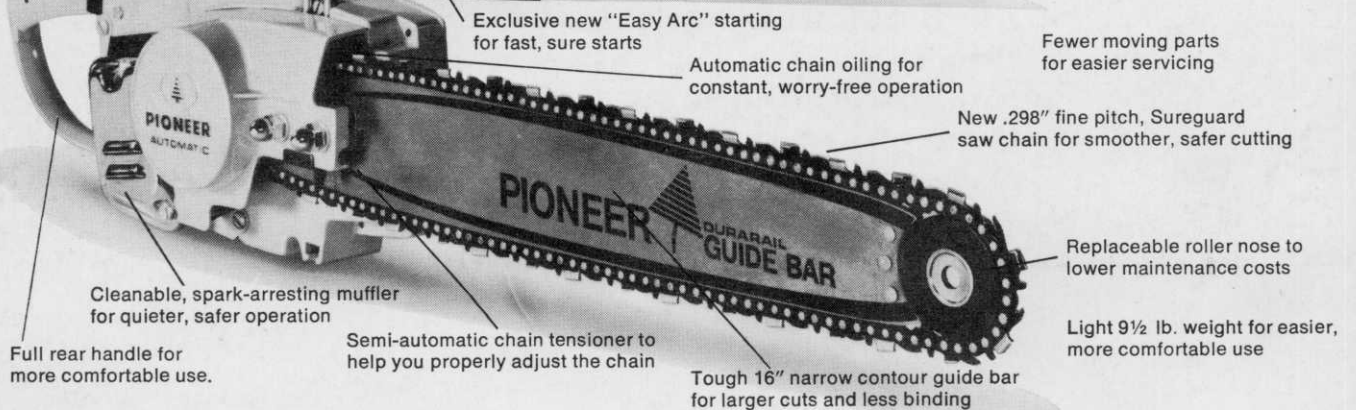 Exclusive new "Easy Arc" starting
for fast, sure starts
Automatic chain oiling for
constant, worry-free operation
Fewer moving parts
for easier servicing
New .298" fine pitch, Sureguard
saw chain for smoother, safer cutting
PIONEER
AUTOMATIC
PIONEER
DURARAIL
GUIDE BAR
Replaceable roller nose to
lower maintenance costs
Cleanable, spark-arresting muffler
for quieter, safer operation
Semi-automatic chain tensioner to
help you properly adjust the chain
Light 9½ lb. weight for easier,
more comfortable use
Full rear handle for
more comfortable use.
Tough 16" narrow contour guide bar
for larger cuts and less binding